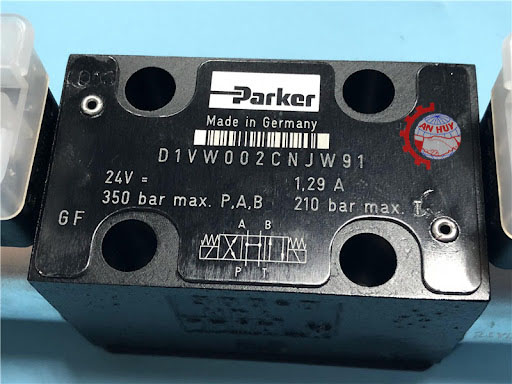 Parker
Made in Germany
D1VW002CNJW91
24V = 1,29 A
350 bar max. P,A,B 210 bar max. T
GF
A B
P T
AN HUY